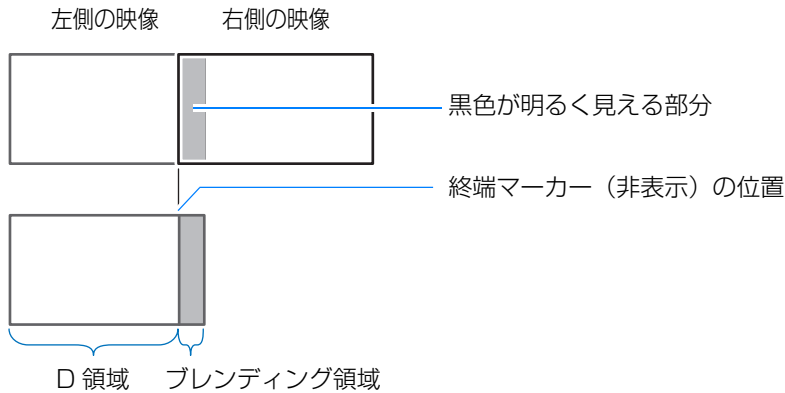 左側の映像
右側の映像
黒色が明るく見える部分
終端マーカー（非表示）の位置
D 領域
ブレンディング領域